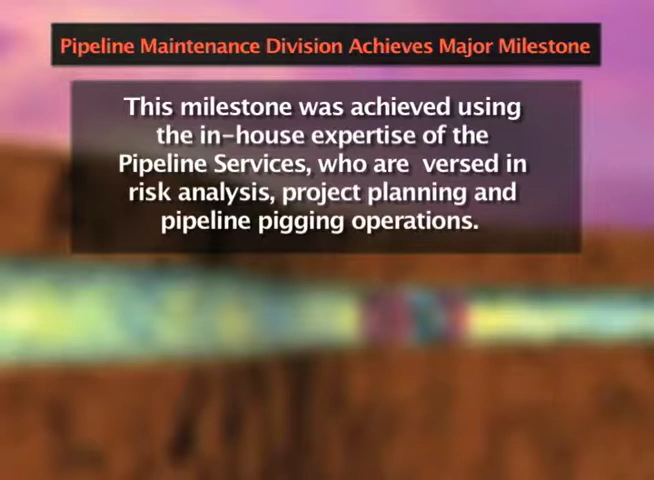 Pipeline Maintenance Division Achieves Major Milestone
This milestone was achieved using
the in-house expertise of the
Pipeline Services, who are  versed in
risk analysis, project planning and
pipeline pigging operations.